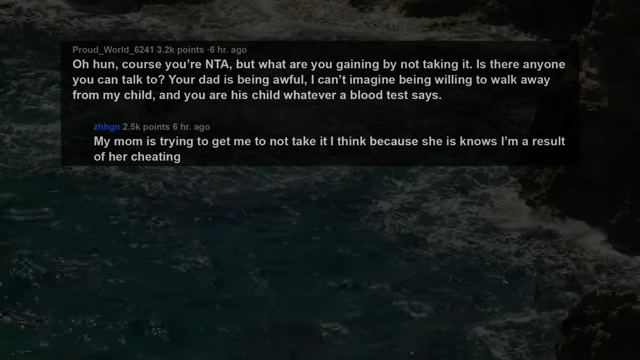 Proud_World_6241 3.2k points ·6 hr. ago
Oh hun, course you’re NTA, but what are you gaining by not taking it. Is there anyone
you can talk to? Your dad is being awful, I can’t imagine being willing to walk away
from my child, and you are his child whatever a blood test says.
zhhgn 2.5k points 6 hr. ago
My mom is trying to get me to not take it I think because she is knows I’m a result
of her cheating